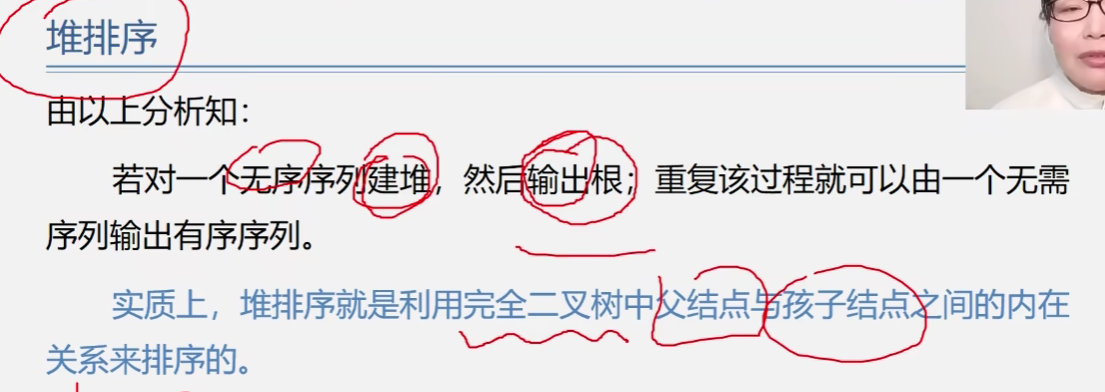 堆排序
由以上分析知：
若对一个无序序列建堆，然后输出根；重复该过程就可以由一个无需
序列输出有序序列。
实质上，堆排序就是利用完全二叉树中父结点与孩子结点之间的内在
关系来排序的。